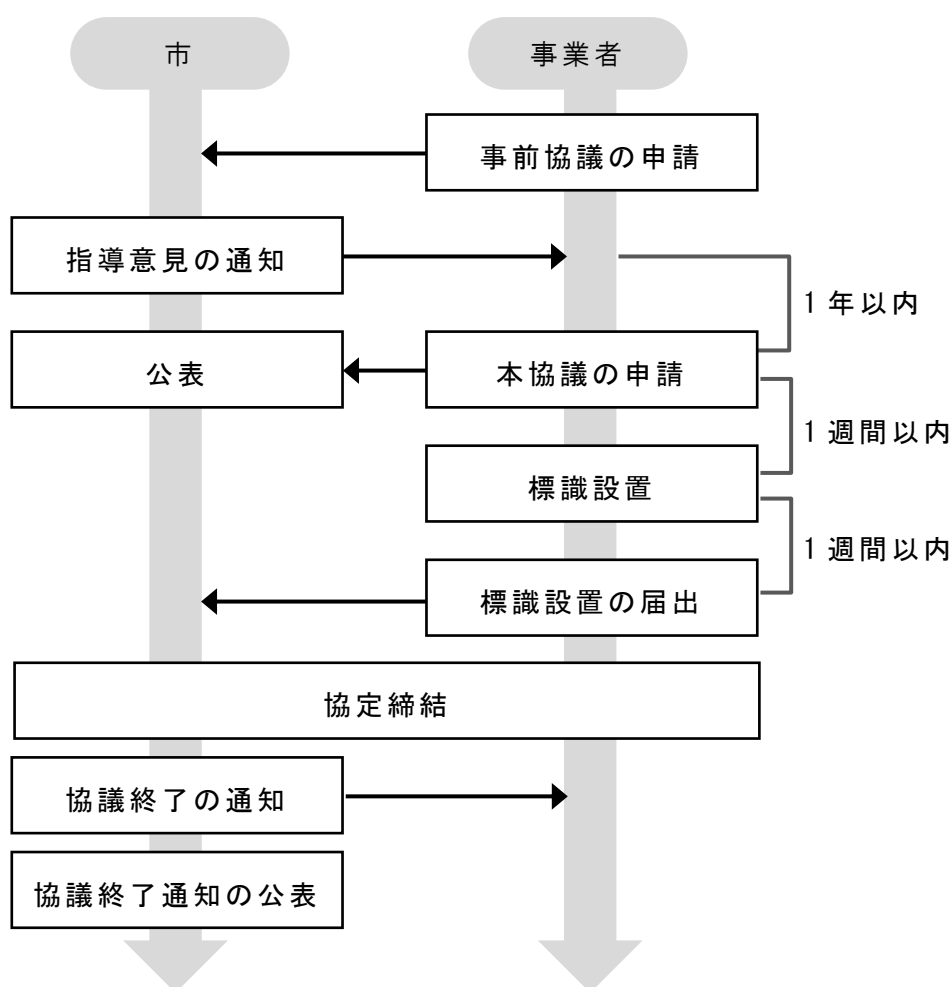 市
事業者
事前協議の申請
指導意見の通知
1年以内
公表
本協議の申請
1週間以内
標識設置
1週間以内
標識設置の届出
協定締結
協議終了の通知
協議終了通知の公表